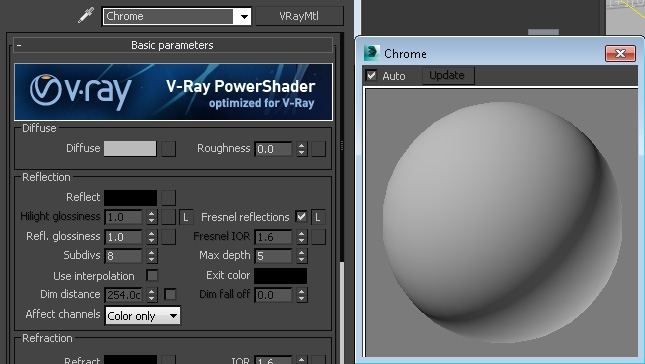 Chrome VRayMtl
Chrome
- Basic parameters
Auto Update
v·ray V-Ray PowerShader
optimized for V-Ray
Diffuse
Diffuse Roughness 0.0
Reflection
Reflect
Hilight glossiness 1.0 L Fresnel reflections L
Refl. glossiness 1.0 Fresnel IOR 1.6
Subdivs 8 Max depth 5
Use interpolation Exit color
Dim distance 254.0c Dim fall off 0.0
Affect channels Color only
Refraction
Refract IOR 1.6